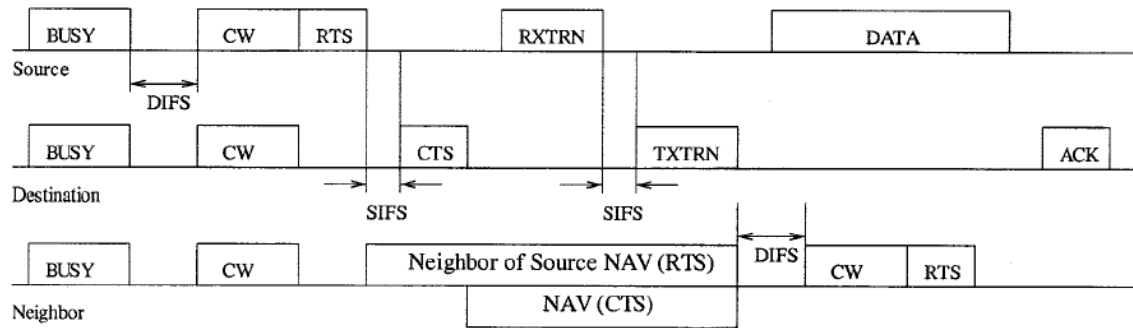 BUSY CW RTS RXTRN DATA
Source
DIFS
BUSY CW CTS TXTRN ACK
Destination
SIFS SIFS
BUSY CW Neighbor of Source NAV (RTS) DIFS CW RTS
NAV (CTS)
Neighbor